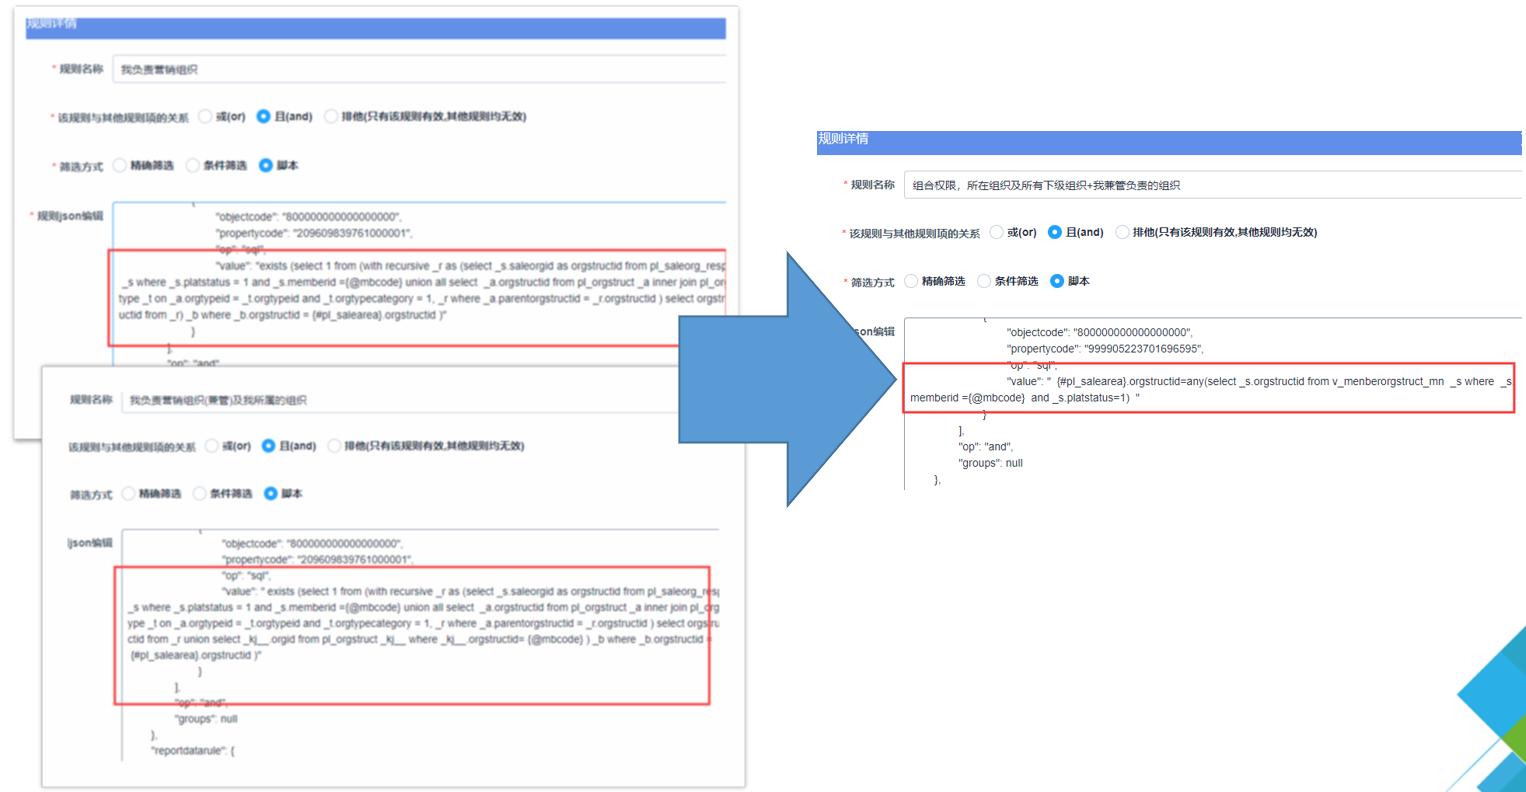 规则详情
* 规则名称 我负责营销组织
* 该规则与其他规则项的关系 或(or) 且(and) 排他(只有该规则有效,其他规则均无效)
* 筛选方式 精确筛选 条件筛选 脚本
* 规则json编辑
{
"objectcode": "800000000000000000",
"propertycode": "209609839761000001",
"op": "sql",
"value": "exists (select 1 from (with recursive _r as (select _s.saleorgid as orgstructid from pl_saleorg_resp
_s where _s.platstatus = 1 and _s.memberid ={@mbcode} union all select _a.orgstructid from pl_orgstruct _a inner join pl_or
type _t on _a.orgtypeid = _t.orgtypeid and _t.orgtypecategory = 1, _r where _a.parentorgstructid = _r.orgstructid ) select orgstr
uctid from _r) _b where _b.orgstructid = {#pl_salearea}.orgstructid )"
}
],
"op": "and"
规则名称 我负责营销组织(兼管)及我所属的组织
该规则与其他规则项的关系 或(or) 且(and) 排他(只有该规则有效,其他规则均无效)
筛选方式 精确筛选 条件筛选 脚本
json编辑
{
"objectcode": "800000000000000000",
"propertycode": "209609839761000001",
"op": "sql",
"value": " exists (select 1 from (with recursive _r as (select _s.saleorgid as orgstructid from pl_saleorg_resp
_s where _s.platstatus = 1 and _s.memberid ={@mbcode} union all select _a.orgstructid from pl_orgstruct _a inner join pl_org
ype _t on _a.orgtypeid = _t.orgtypeid and _t.orgtypecategory = 1, _r where _a.parentorgstructid = _r.orgstructid ) select orgstru
ctid from _r union select _kj__.orgid from pl_orgstruct _kj__ where _kj__.orgstructid= {@mbcode} ) _b where _b.orgstructid =
{#pl_salearea}.orgstructid )"
}
],
"op": "and",
"groups": null
},
"reportdatarule": {
规则详情
* 规则名称 组合权限，所在组织及所有下级组织+我兼管负责的组织
* 该规则与其他规则项的关系 或(or) 且(and) 排他(只有该规则有效,其他规则均无效)
* 筛选方式 精确筛选 条件筛选 脚本
son编辑
{
"objectcode": "800000000000000000",
"propertycode": "999905223701696595",
"op": "sql",
"value": " {#pl_salearea}.orgstructid=any(select _s.orgstructid from v_menberorgstruct_mn _s where _s.
memberid ={@mbcode} and _s.platstatus=1) "
}
],
"op": "and",
"groups": null
},